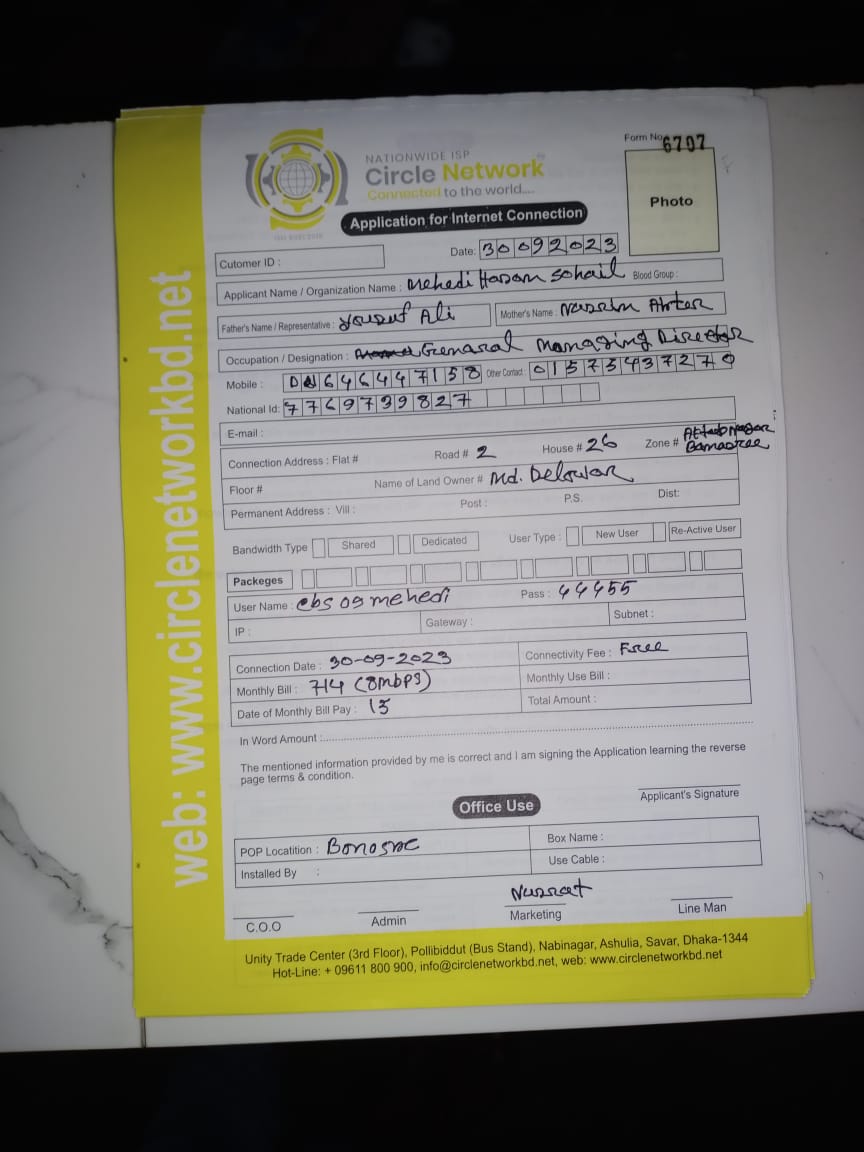 Form No. 6707
NATIONWIDE ISP
Circle Network
Connected to the world....
Photo
Application for Internet Connection
Cutomer ID :
Date: 30092023
Applicant Name / Organization Name : Mehedi Hasan Sohail Blood Group :
Father's Name / Representative : Yousuf Ali Mother's Name : Nasrin Akter
Occupation / Designation : Genaral Managing Director
Mobile : 01646447158 Other Contact : 01575437270
National Id: 7769739827
E-mail :
Connection Address : Flat # Road # 2 House # 26 Zone # Aftabnagar Banasree
Floor # Name of Land Owner # Md. Delowar
Permanent Address : Vill : Post : P.S. Dist:
Bandwidth Type Shared Dedicated User Type : New User Re-Active User
Packeges
User Name : cbs 09 mehedi Pass : 44455
IP : Gateway : Subnet :
Connection Date : 30-09-2023 Connectivity Fee : Free
Monthly Bill : 714 (8mbps) Monthly Use Bill :
Date of Monthly Bill Pay : 15 Total Amount :
In Word Amount :
The mentioned information provided by me is correct and I am signing the Application learning the reverse
page terms & condition.
Applicant's Signature
Office Use
POP Locatition : Bonosre Box Name :
Installed By : Use Cable :
Nusrat
C.O.O Admin Marketing Line Man
Unity Trade Center (3rd Floor), Pollibiddut (Bus Stand), Nabinagar, Ashulia, Savar, Dhaka-1344
Hot-Line: + 09611 800 900, info@circlenetworkbd.net, web: www.circlenetworkbd.net
web: www.circlenetworkbd.net